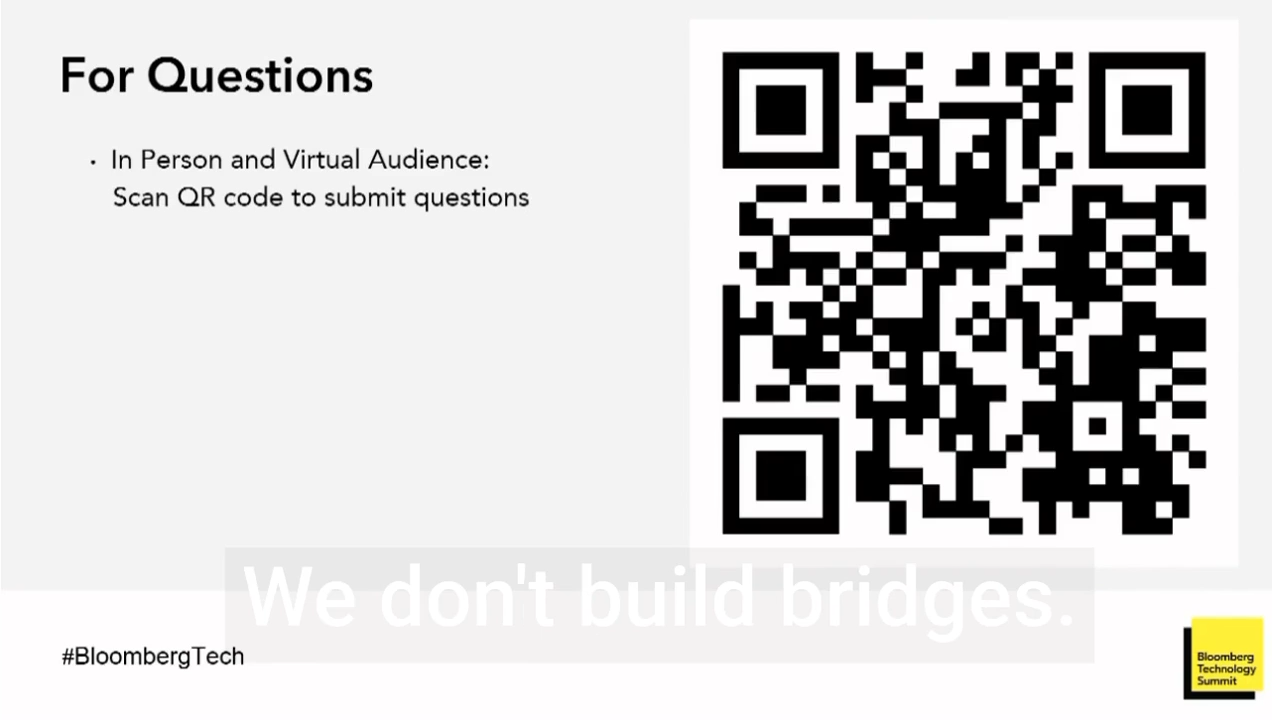 For Questions
· In Person and Virtual Audience:
Scan QR code to submit questions
We don't build bridges.
#BloombergTech
Bloomberg
Technology
Summit